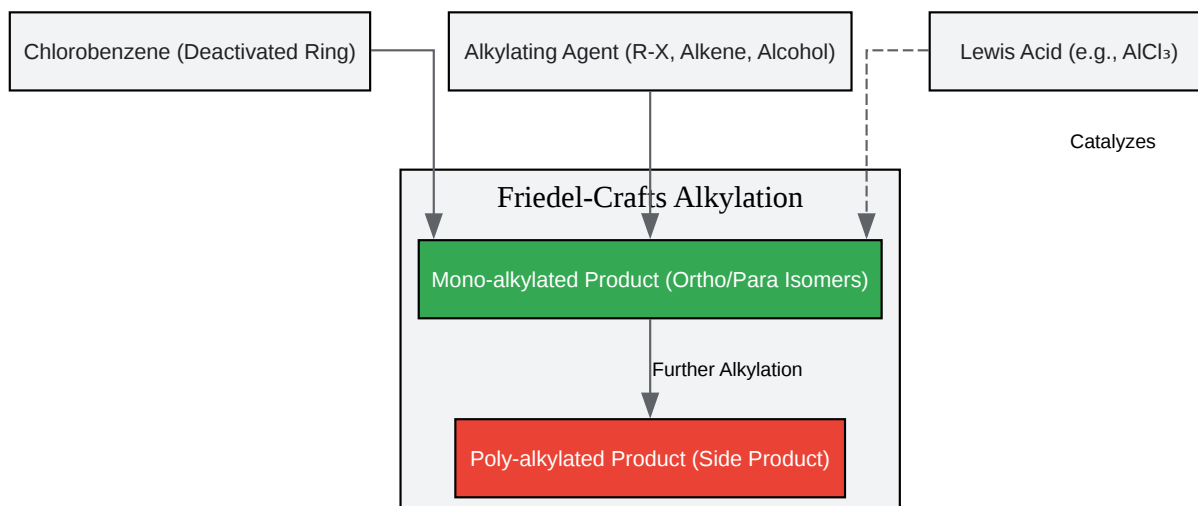 Chlorobenzene (Deactivated Ring)
Alkylating Agent (R-X, Alkene, Alcohol)
Lewis Acid (e.g., AlCl₃)
Catalyzes
Friedel-Crafts Alkylation
Mono-alkylated Product (Ortho/Para Isomers)
Further Alkylation
Poly-alkylated Product (Side Product)